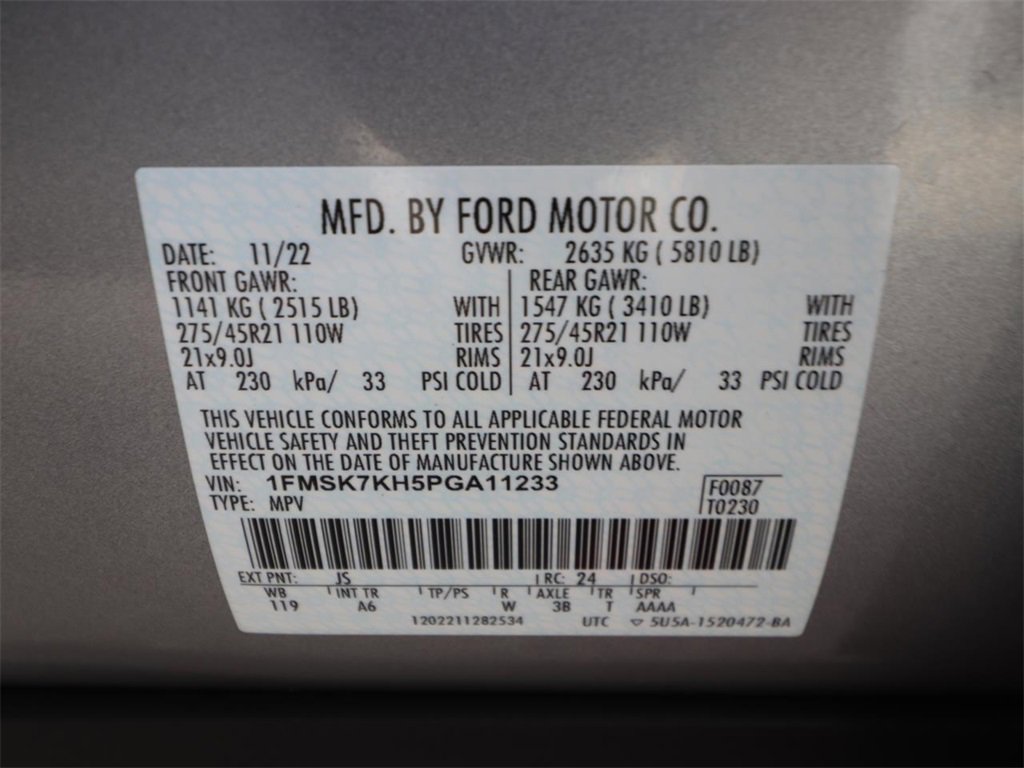 MFD. BY FORD MOTOR CO.
DATE: 11/22 GVWR: 2635 KG ( 5810 LB)
FRONT GAWR: REAR GAWR:
1141 KG ( 2515 LB) WITH 1547 KG ( 3410 LB) WITH
275/45R21 110W TIRES 275/45R21 110W TIRES
21x9.0J RIMS 21x9.0J RIMS
AT 230 kPa/ 33 PSI COLD AT 230 kPa/ 33 PSI COLD
THIS VEHICLE CONFORMS TO ALL APPLICABLE FEDERAL MOTOR
VEHICLE SAFETY AND THEFT PREVENTION STANDARDS IN
EFFECT ON THE DATE OF MANUFACTURE SHOWN ABOVE.
VIN: 1FMSK7KH5PGA11233 F0087
TYPE: MPV T0230
EXT PNT: JS RC: 24 DSO:
WB INT TR TP/PS R AXLE TR SPR
119 A6 W 3B T AAAA
1202211282534 UTC ▽ 5U5A-1520472-BA